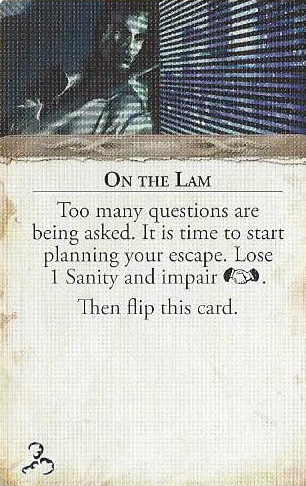 On the Lam
Too many questions are
being asked. It is time to start
planning your escape. Lose
1 Sanity and impair .
Then flip this card.